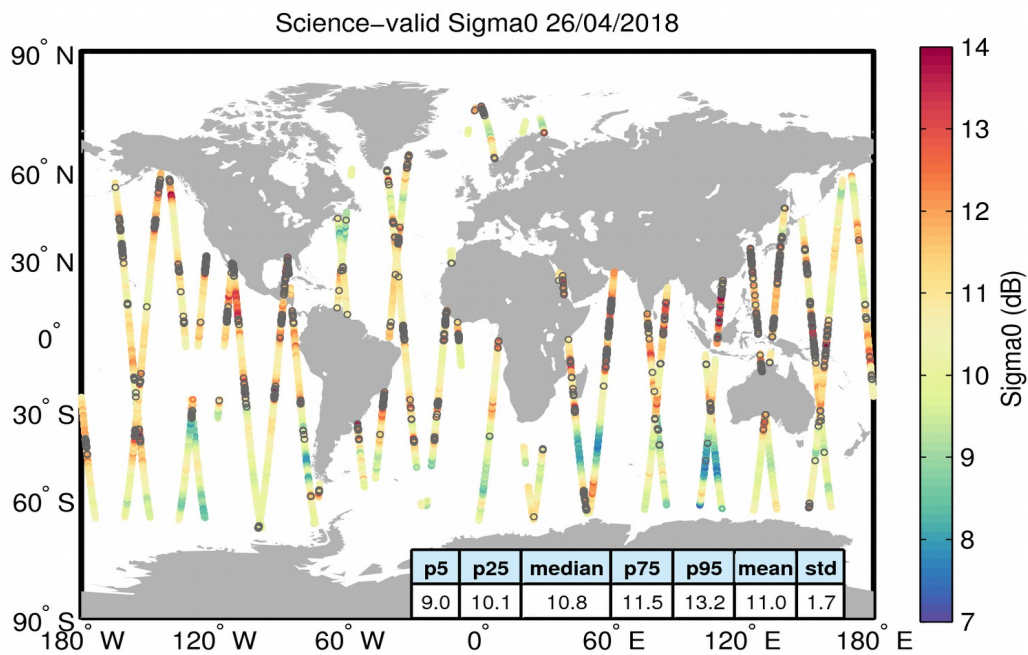 Science–valid Sigma0 26/04/2018
90° N
60° N
30° N
0°
30° S
60° S
90° S
180° W
120° W
60° W
0°
60° E
120° E
180° E
p5 p25 median p75 p95 mean std
9.0 10.1 10.8 11.5 13.2 11.0 1.7
14
13
12
11
10
9
8
7
Sigma0 (dB)